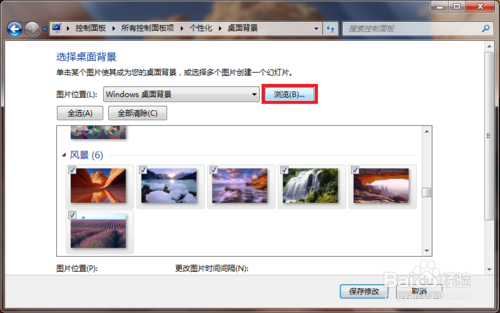 控制面板 ▸ 所有控制面板项 ▸ 个性化 ▸ 桌面背景
搜索控制面板
选择桌面背景
单击某个图片使其成为您的桌面背景，或选择多个图片创建一个幻灯片。
图片位置(L): Windows 桌面背景 浏览(B)...
全选(A) 全部清除(C)
风景 (6)
图片位置(P): 更改图片时间间隔(N):
保存修改 取消
Baidu经验